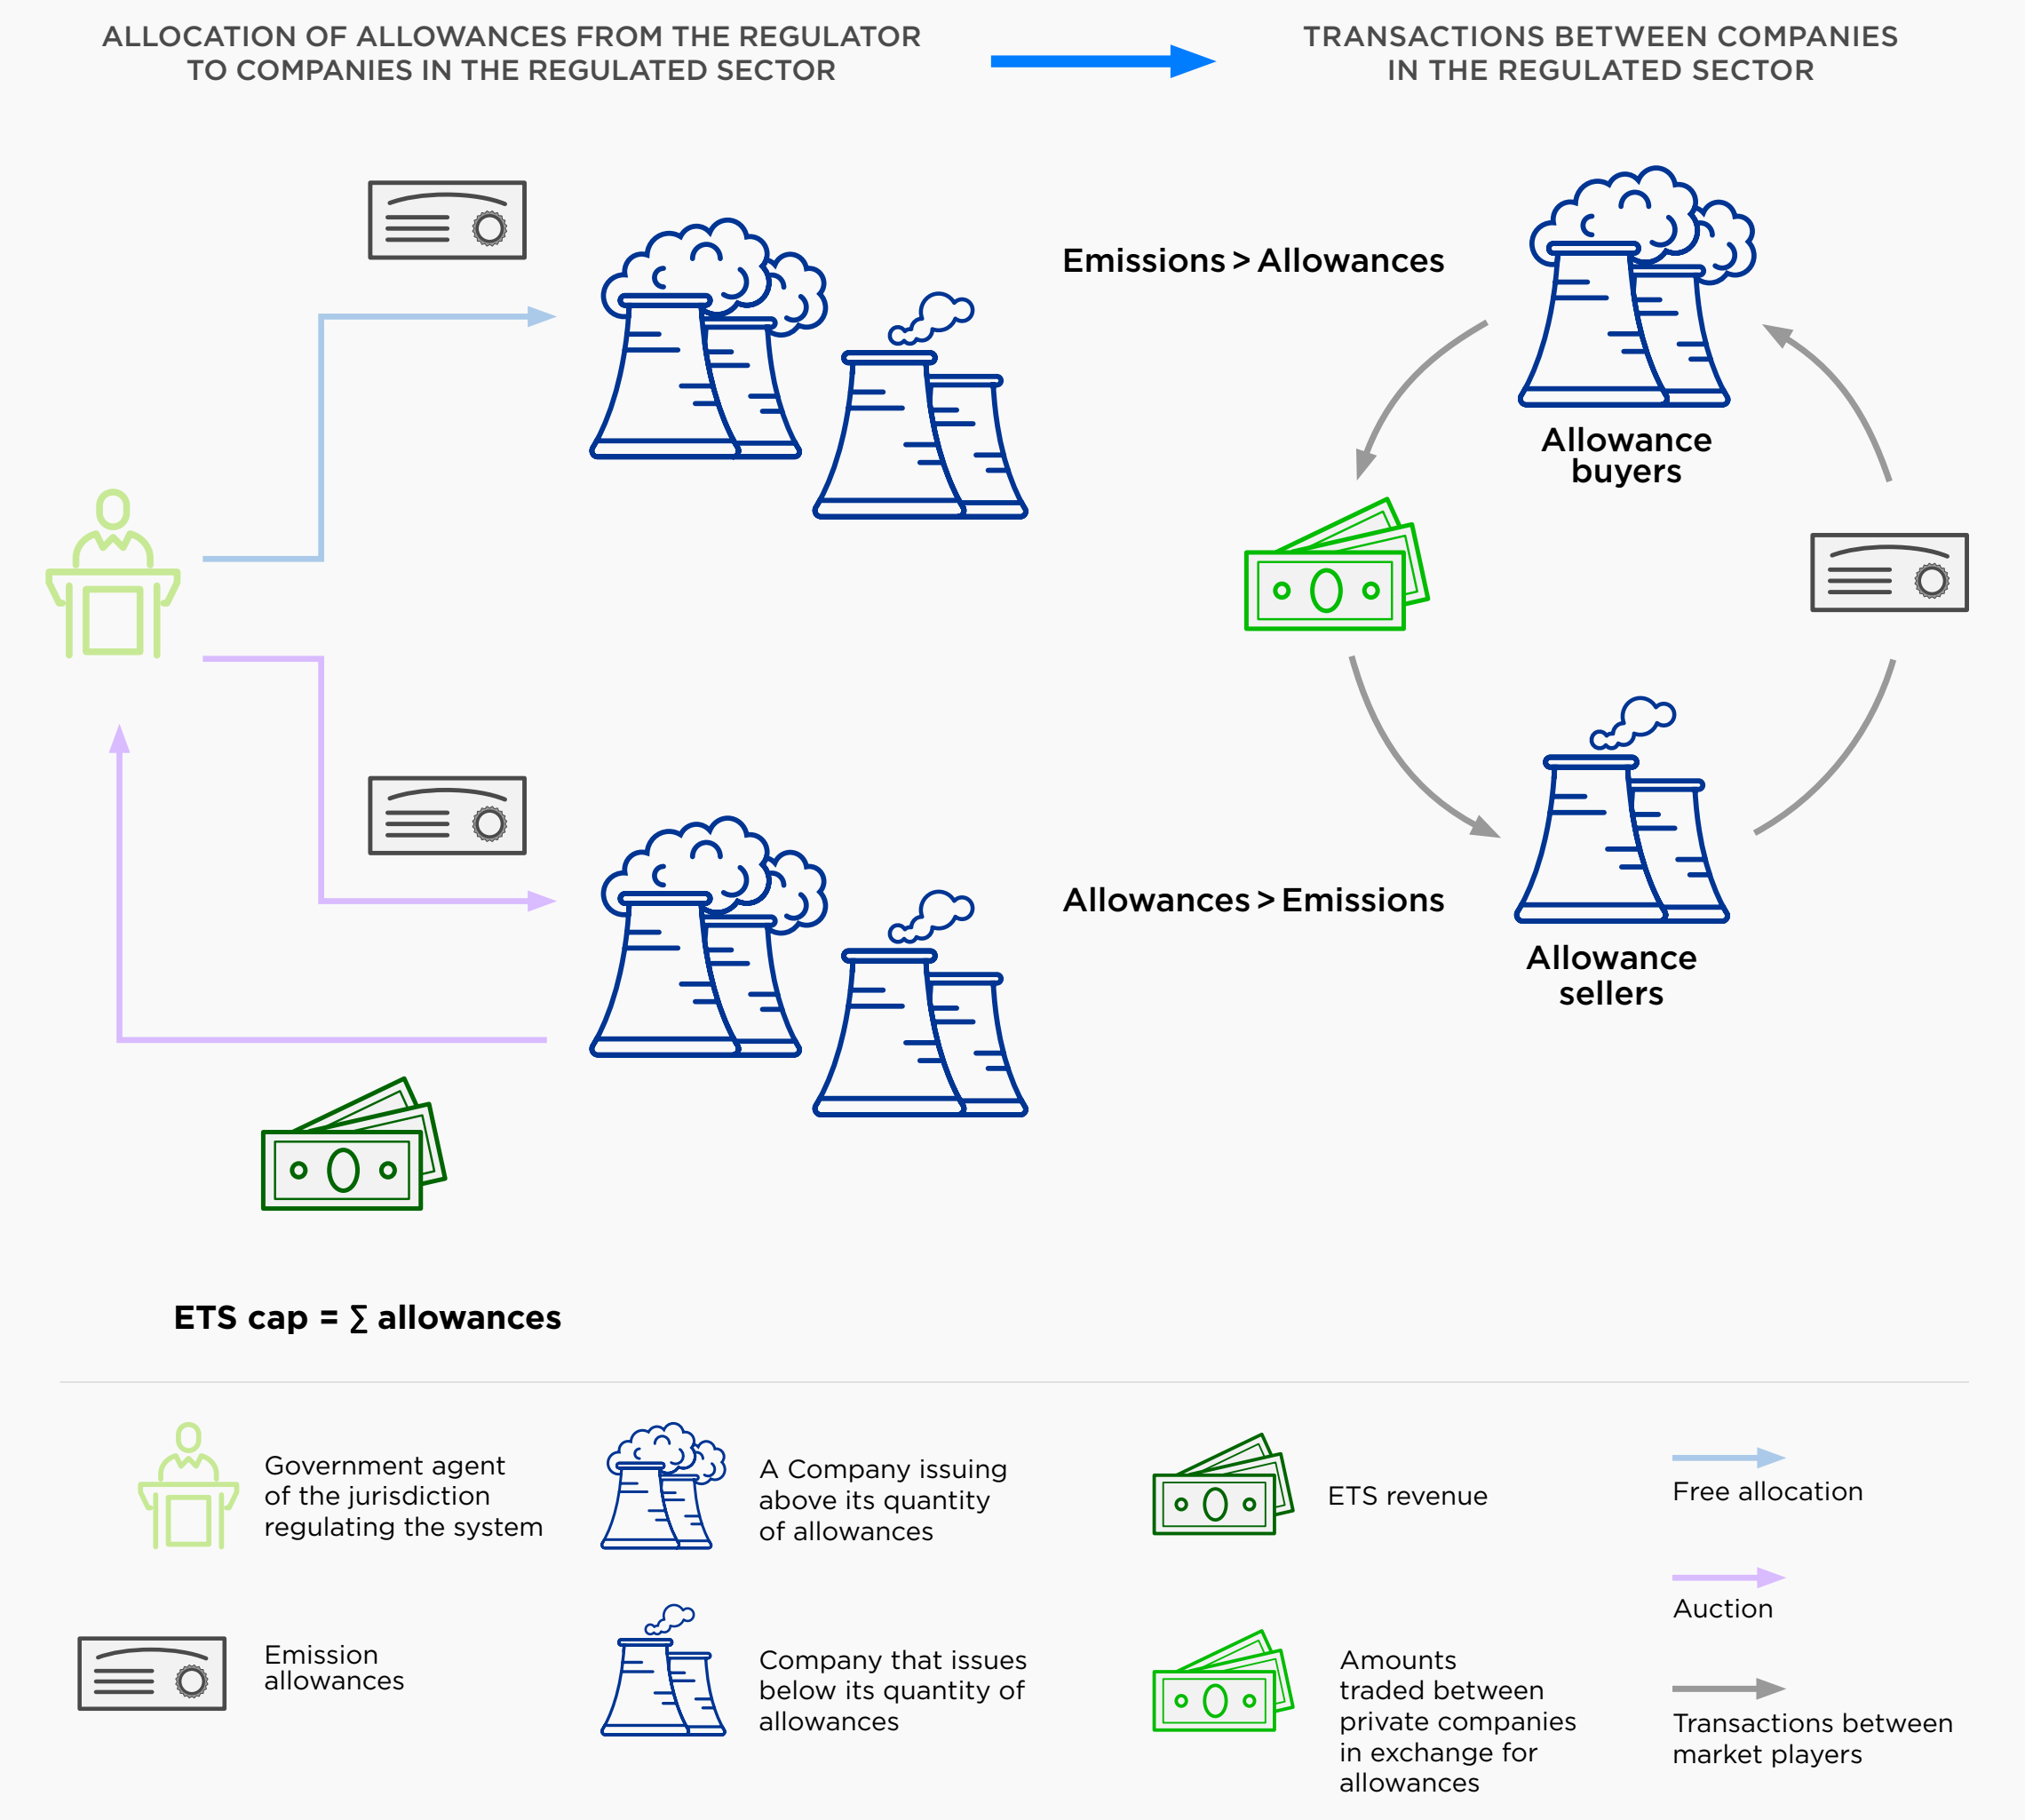 ALLOCATION OF ALLOWANCES FROM THE REGULATOR
TO COMPANIES IN THE REGULATED SECTOR
TRANSACTIONS BETWEEN COMPANIES
IN THE REGULATED SECTOR
Emissions > Allowances
Allowance
buyers
Allowances > Emissions
Allowance
sellers
ETS cap = ∑ allowances
Government agent
of the jurisdiction
regulating the system
Emission
allowances
A Company issuing
above its quantity
of allowances
Company that issues
below its quantity of
allowances
ETS revenue
Amounts
traded between
private companies
in exchange for
allowances
Free allocation
Auction
Transactions between
market players